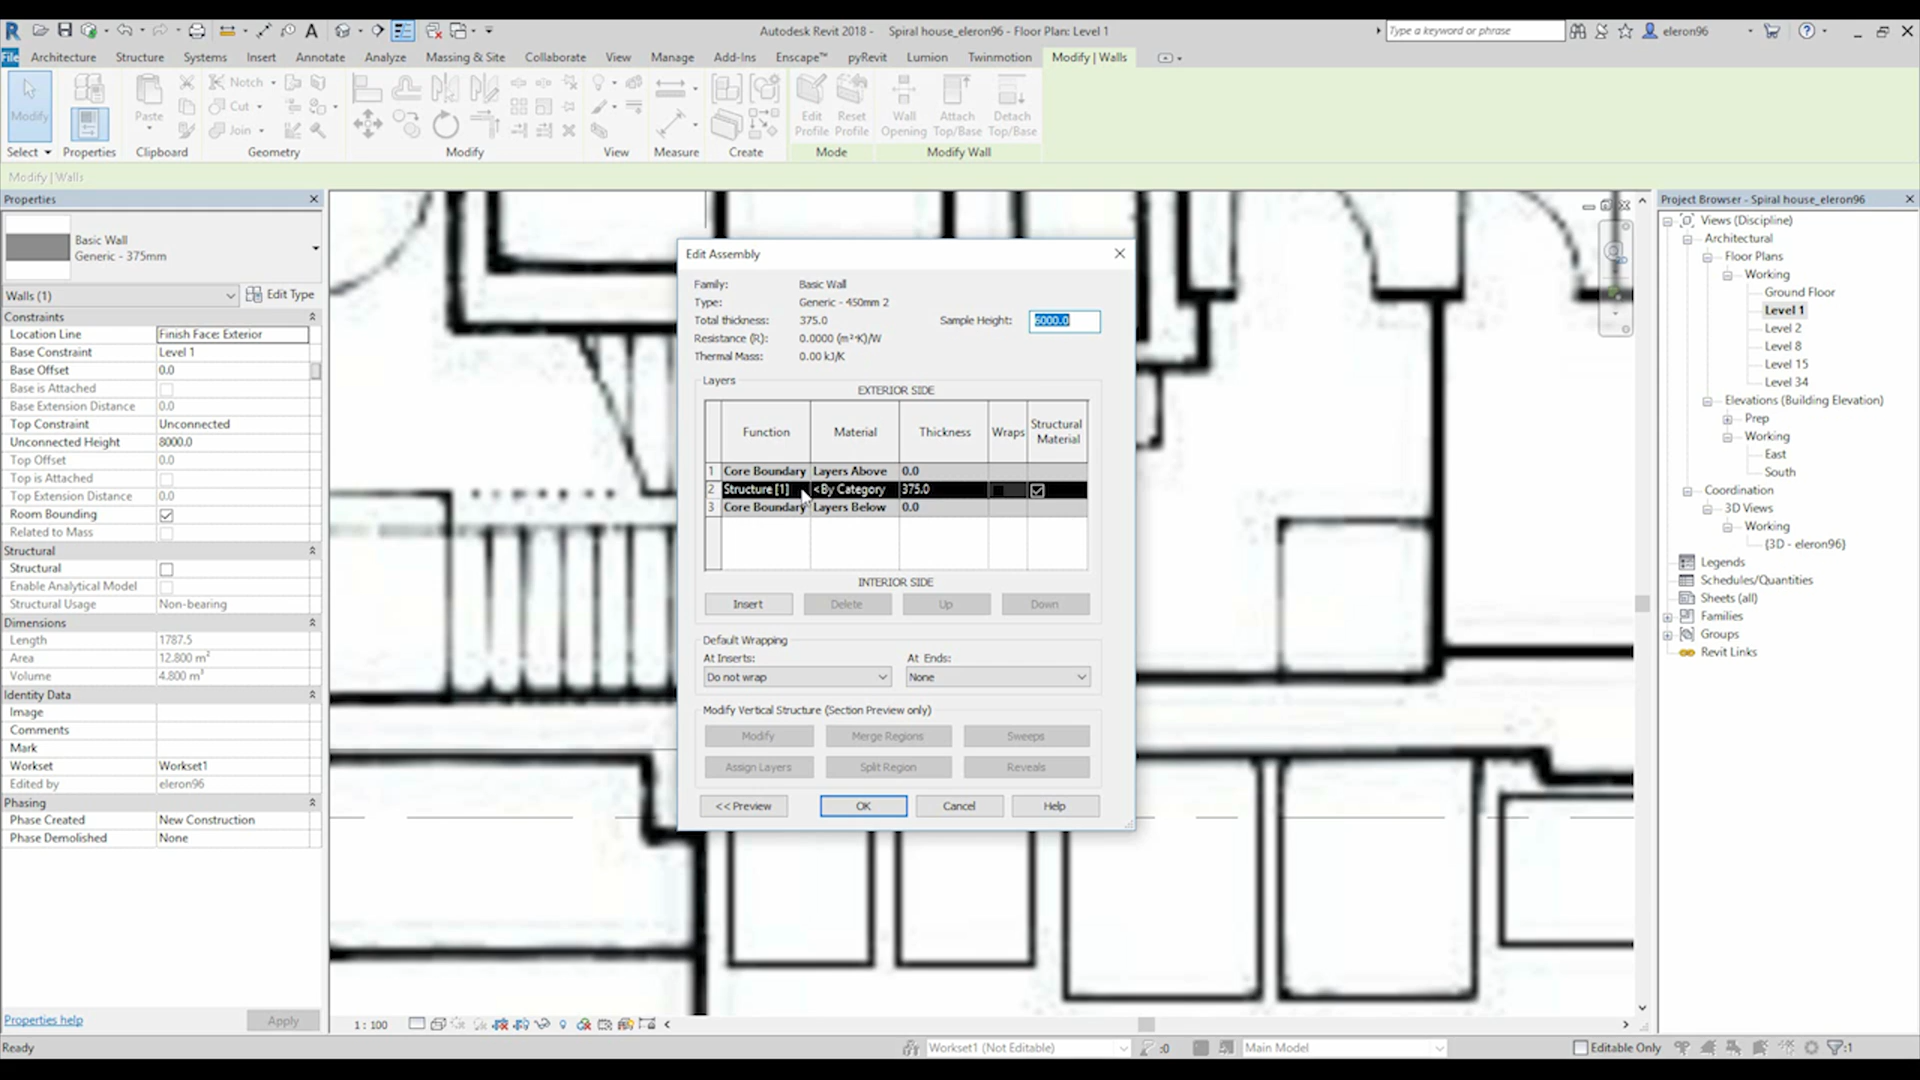 Autodesk Revit 2018 - Spiral house_eleron96 - Floor Plan: Level 1
Type a keyword or phrase
eleron96
File Architecture Structure Systems Insert Annotate Analyze Massing & Site Collaborate View Manage Add-Ins Enscape™ pyRevit Lumion Twinmotion Modify | Walls
Modify
Paste
Notch
Cut
Join
Edit Profile
Reset Profile
Wall Opening
Attach Top/Base
Detach Top/Base
Select Properties Clipboard Geometry Modify View Measure Create Mode Modify Wall
Modify | Walls
Properties
Basic Wall
Generic - 375mm
Walls (1) Edit Type
Constraints
Location Line Finish Face: Exterior
Base Constraint Level 1
Base Offset 0.0
Base is Attached
Base Extension Distance 0.0
Top Constraint Unconnected
Unconnected Height 8000.0
Top Offset 0.0
Top is Attached
Top Extension Distance 0.0
Room Bounding
Related to Mass
Structural
Structural
Enable Analytical Model
Structural Usage Non-bearing
Dimensions
Length 1787.5
Area 12.800 m²
Volume 4.800 m³
Identity Data
Image
Comments
Mark
Workset Workset1
Edited by eleron96
Phasing
Phase Created New Construction
Phase Demolished None
Properties help Apply
Edit Assembly
Family: Basic Wall
Type: Generic - 450mm 2
Total thickness: 375.0 Sample Height: 6000.0
Resistance (R): 0.0000 (m²·K)/W
Thermal Mass: 0.00 kJ/K
Layers
EXTERIOR SIDE
Function Material Thickness Wraps Structural Material
1 Core Boundary Layers Above 0.0
2 Structure [1] <By Category 375.0
3 Core Boundary Layers Below 0.0
INTERIOR SIDE
Insert Delete Up Down
Default Wrapping
At Inserts: At Ends:
Do not wrap None
Modify Vertical Structure (Section Preview only)
Modify Merge Regions Sweeps
Assign Layers Split Region Reveals
<< Preview OK Cancel Help
Project Browser - Spiral house_eleron96
Views (Discipline)
Architectural
Floor Plans
Working
Ground Floor
Level 1
Level 2
Level 8
Level 15
Level 34
Elevations (Building Elevation)
Prep
Working
East
South
Coordination
3D Views
Working
{3D - eleron96}
Legends
Schedules/Quantities
Sheets (all)
Families
Groups
Revit Links
1 : 100
Ready
Workset1 (Not Editable) :0 Main Model Editable Only :1